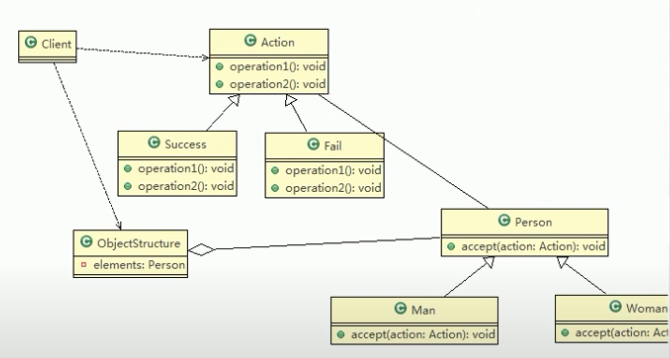 Client
Action
operation1(): void
operation2(): void
Success
operation1(): void
operation2(): void
Fail
operation1(): void
operation2(): void
ObjectStructure
elements: Person
Person
accept(action: Action): void
Man
accept(action: Action): void
Woman
accept(action: Act